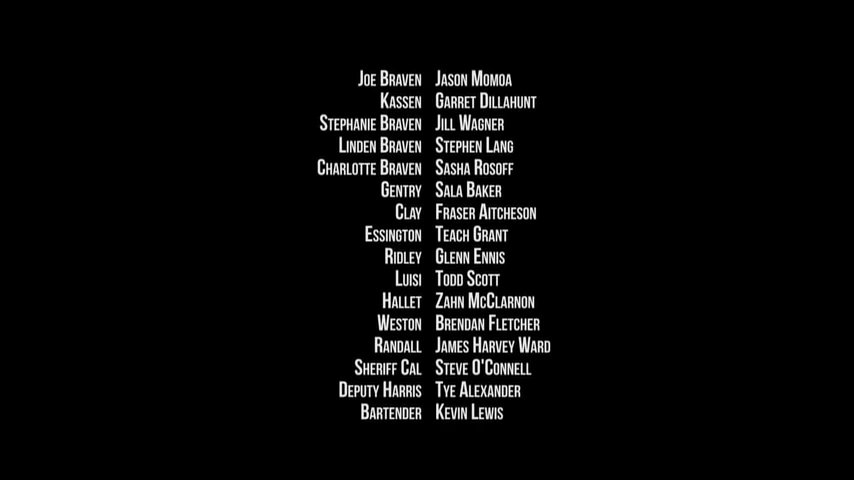 Joe Braven Jason Momoa
Kassen Garret Dillahunt
Stephanie Braven Jill Wagner
Linden Braven Stephen Lang
Charlotte Braven Sasha Rosoff
Gentry Sala Baker
Clay Fraser Aitcheson
Essington Teach Grant
Ridley Glenn Ennis
Luisi Todd Scott
Hallet Zahn McClarnon
Weston Brendan Fletcher
Randall James Harvey Ward
Sheriff Cal Steve O'Connell
Deputy Harris Tye Alexander
Bartender Kevin Lewis